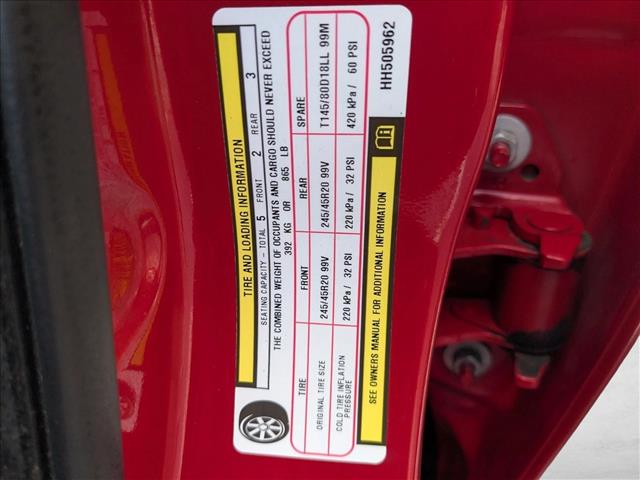 TIRE AND LOADING INFORMATION
SEATING CAPACITY - TOTAL 5 FRONT 2 REAR 3
THE COMBINED WEIGHT OF OCCUPANTS AND CARGO SHOULD NEVER EXCEED
392 KG OR 865 LB
TIRE FRONT REAR SPARE
ORIGINAL TIRE SIZE 245/45R20 99V 245/45R20 99V T145/80D18LL 99M
COLD TIRE INFLATION
PRESSURE 220 kPa / 32 PSI 220 kPa / 32 PSI 420 kPa / 60 PSI
SEE OWNERS MANUAL FOR ADDITIONAL INFORMATION
HH505962